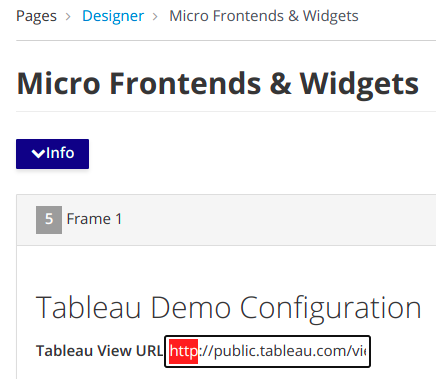 Pages > Designer > Micro Frontends & Widgets
Micro Frontends & Widgets
Info
5 Frame 1
Tableau Demo Configuration
Tableau View URL http://public.tableau.com/vi